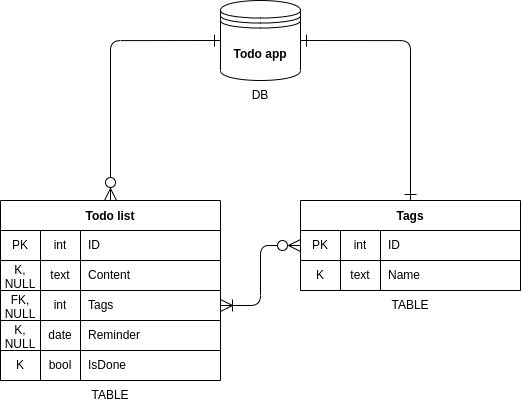 Todo app
DB
Todo list
PK int ID
K,
NULL text Content
FK,
NULL int Tags
K,
NULL date Reminder
K bool IsDone
TABLE
Tags
PK int ID
K text Name
TABLE